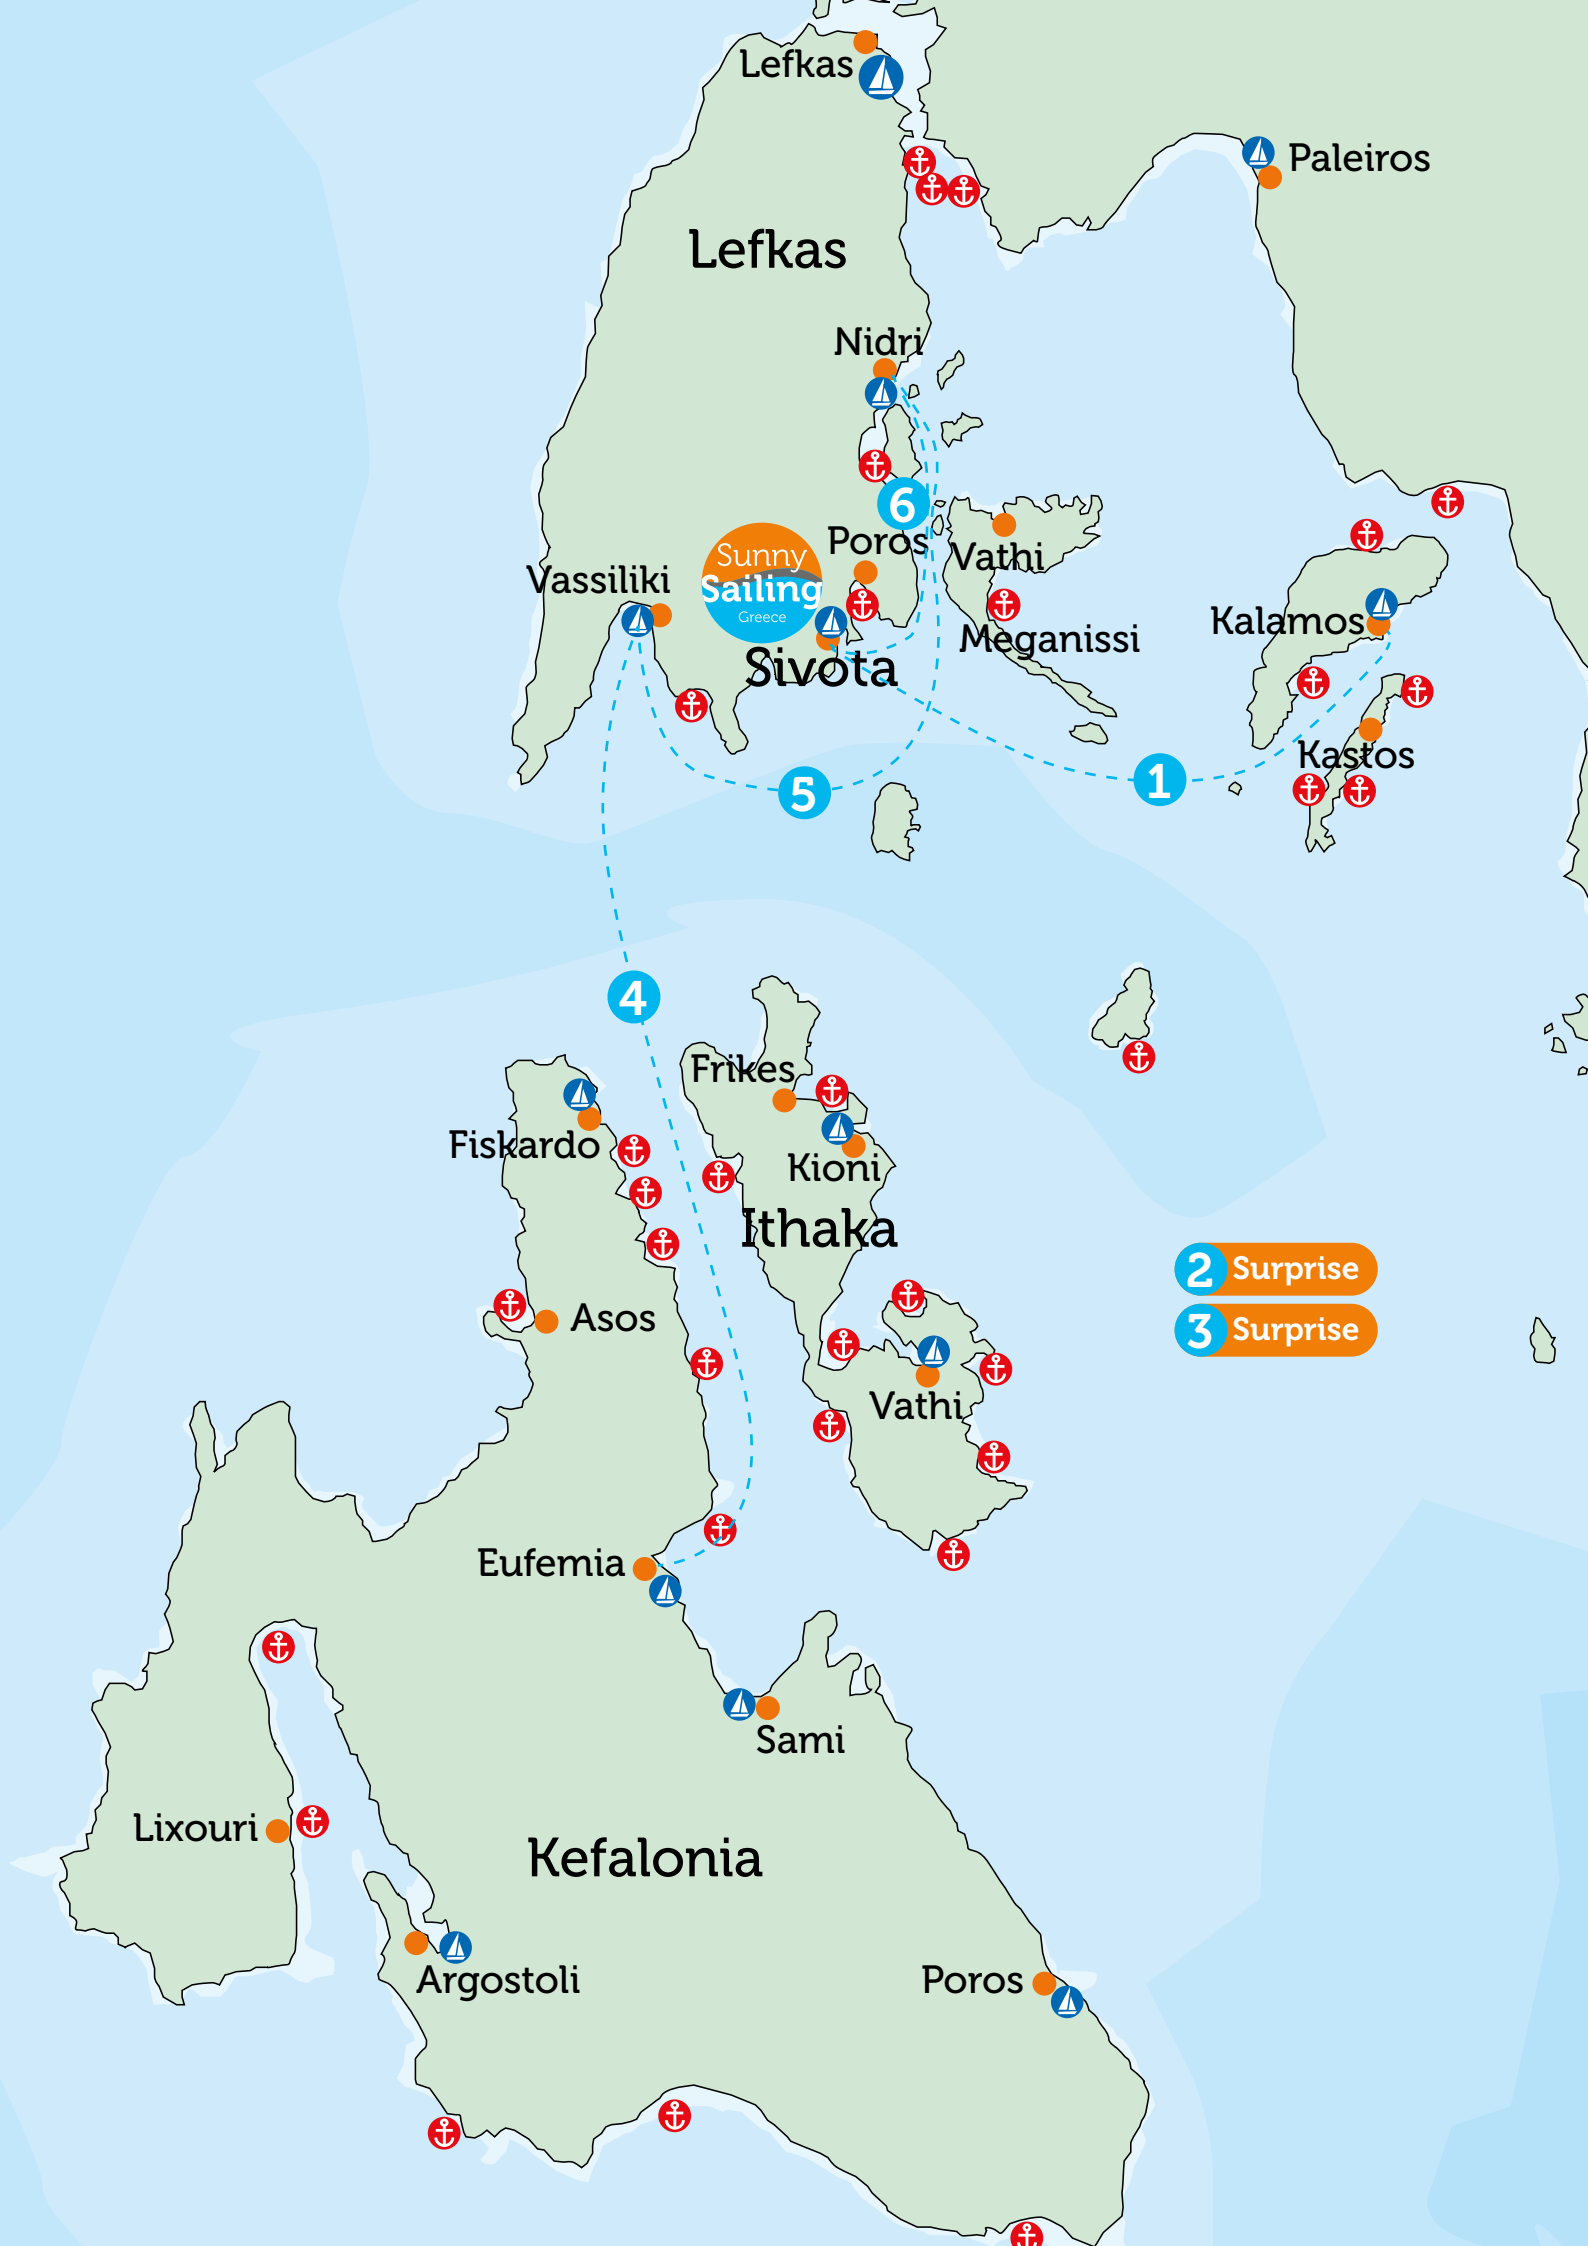 Lefkas
Paleiros
Lefkas
Nidri
6
Poros
Vathi
Sunny
Sailing
Greece
Vassiliki
Kalamos
Meganissi
Sivota
Kastos
1
5
4
Frikes
Fiskardo
Kioni
Ithaka
2 Surprise
3 Surprise
Asos
Vathi
Eufemia
Sami
Lixouri
Kefalonia
Argostoli
Poros